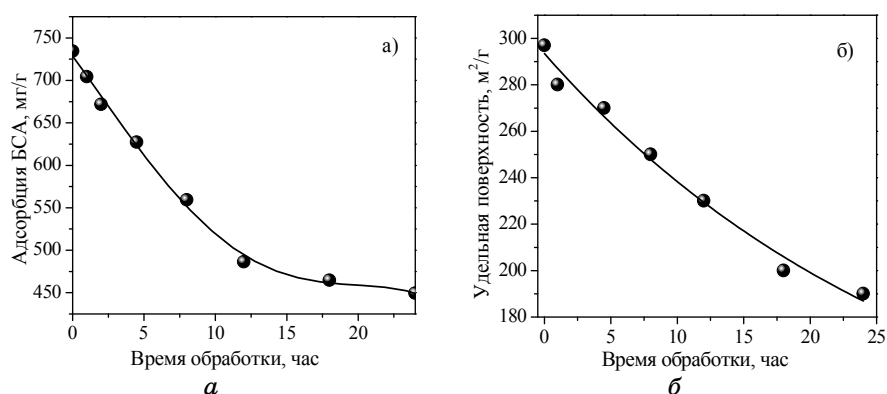 750
700
650
600
550
500
450
Адсорбция БСА, мг/г
а)
0 5 10 15 20
Время обработки, час
а
300
280
260
240
220
200
180
Удельная поверхность, м²/г
б)
0 5 10 15 20 25
Время обработки, час
б